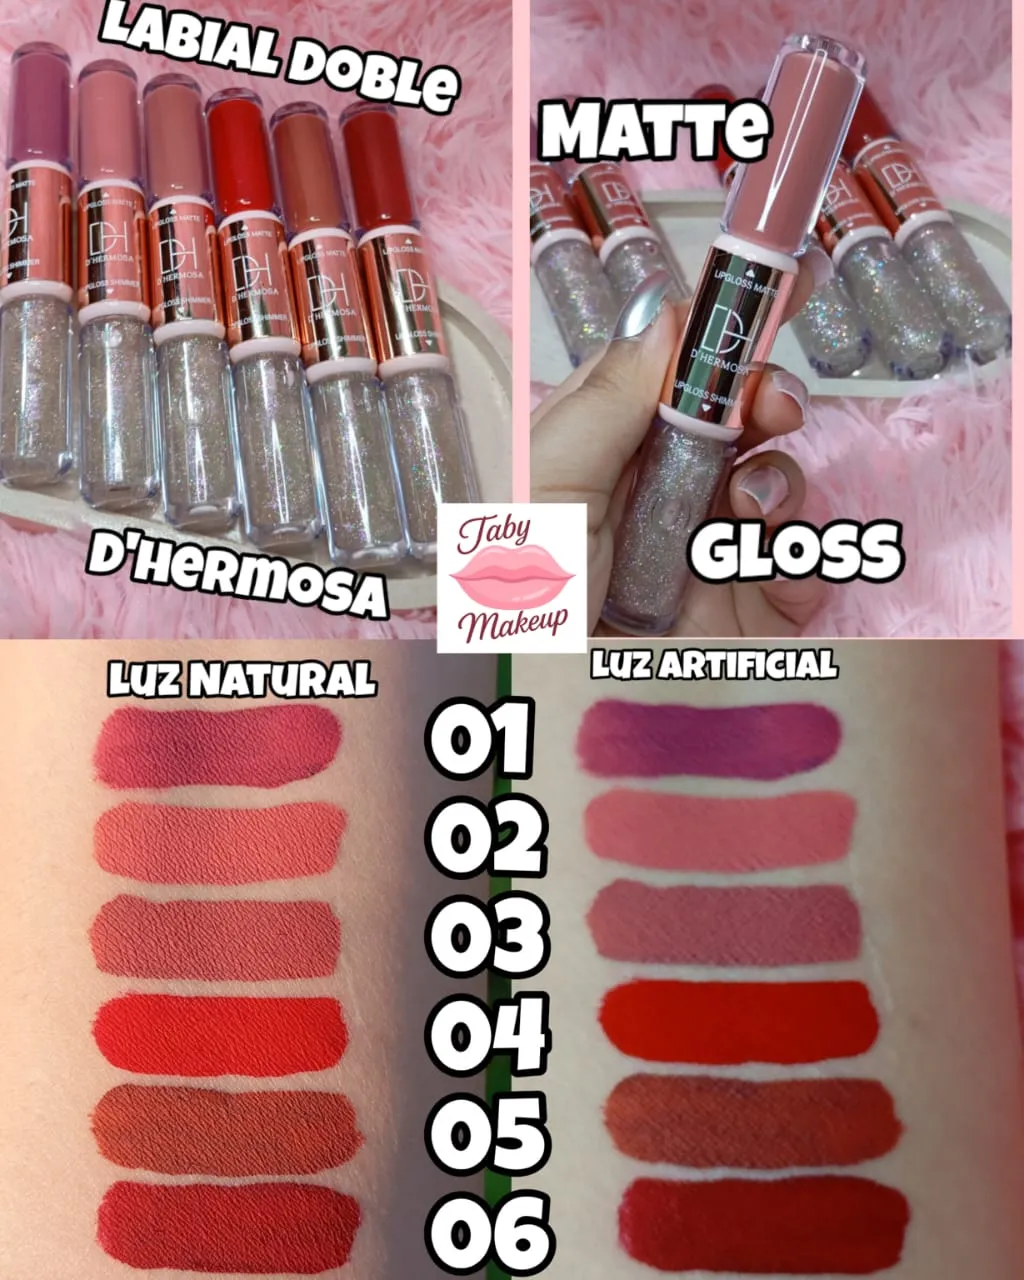 LABIAL DOBLE
MATTE
LIPGLOSS MATTE
DH
D'HERMOSA
LIPGLOSS SHIMMER
GLOSS
D'HERMOSA
Taby
Makeup
LUZ NATURAL
LUZ ARTIFICIAL
01
02
03
04
05
06